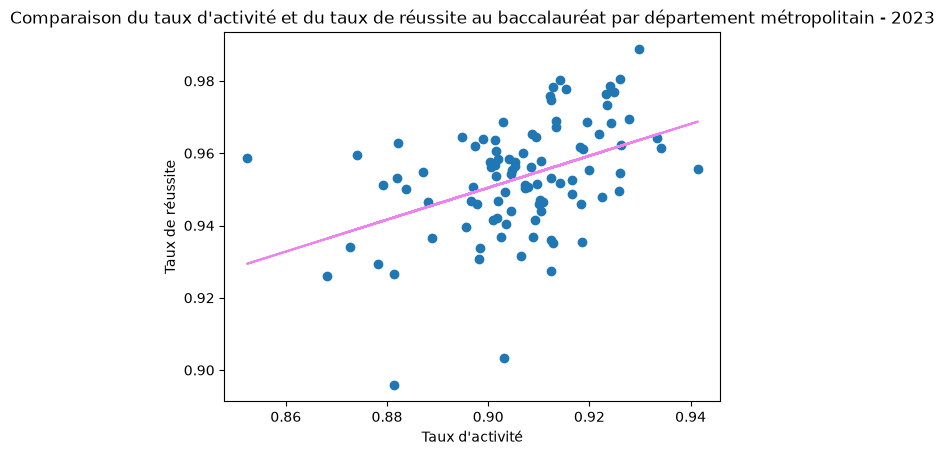 Comparaison du taux d'activité et du taux de réussite au baccalauréat par département métropolitain - 2023
0.98
0.96
0.94
0.92
0.90
Taux de réussite
0.86 0.88 0.90 0.92 0.94
Taux d'activité